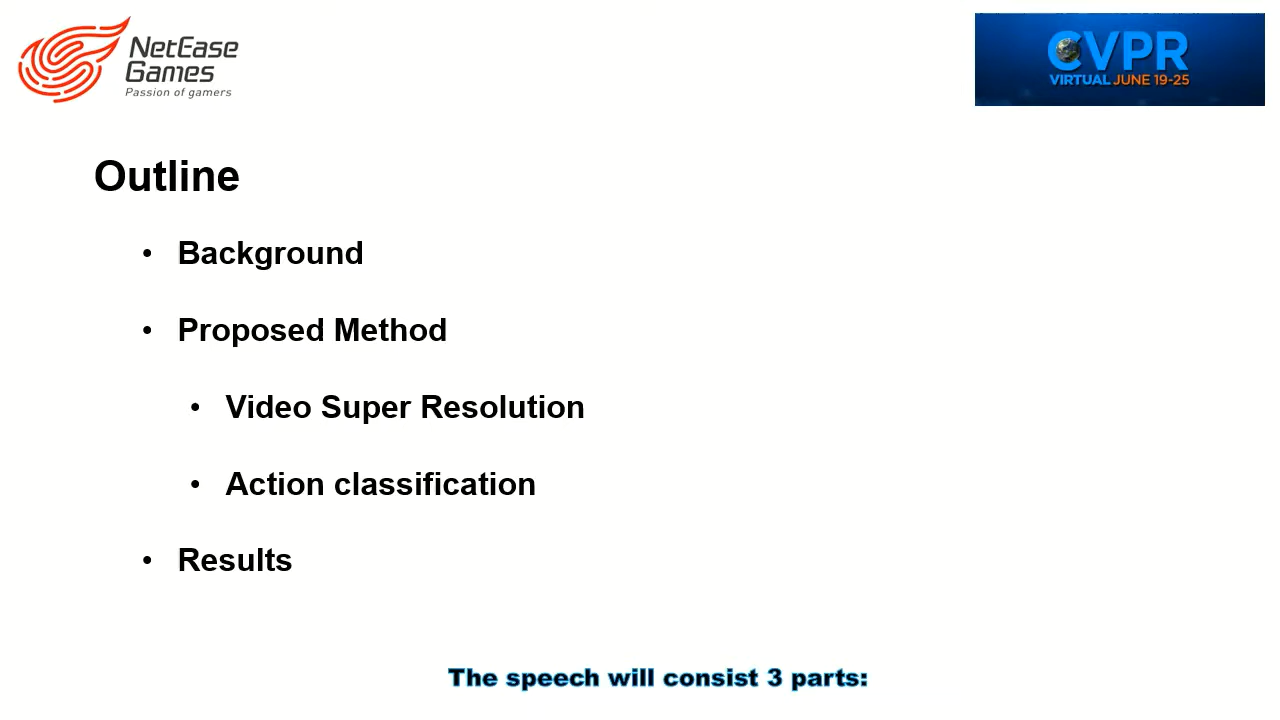 NetEase
Games
Passion of gamers
CVPR
VIRTUAL JUNE 19-25
Outline
• Background
• Proposed Method
• Video Super Resolution
• Action classification
• Results
The speech will consist 3 parts: